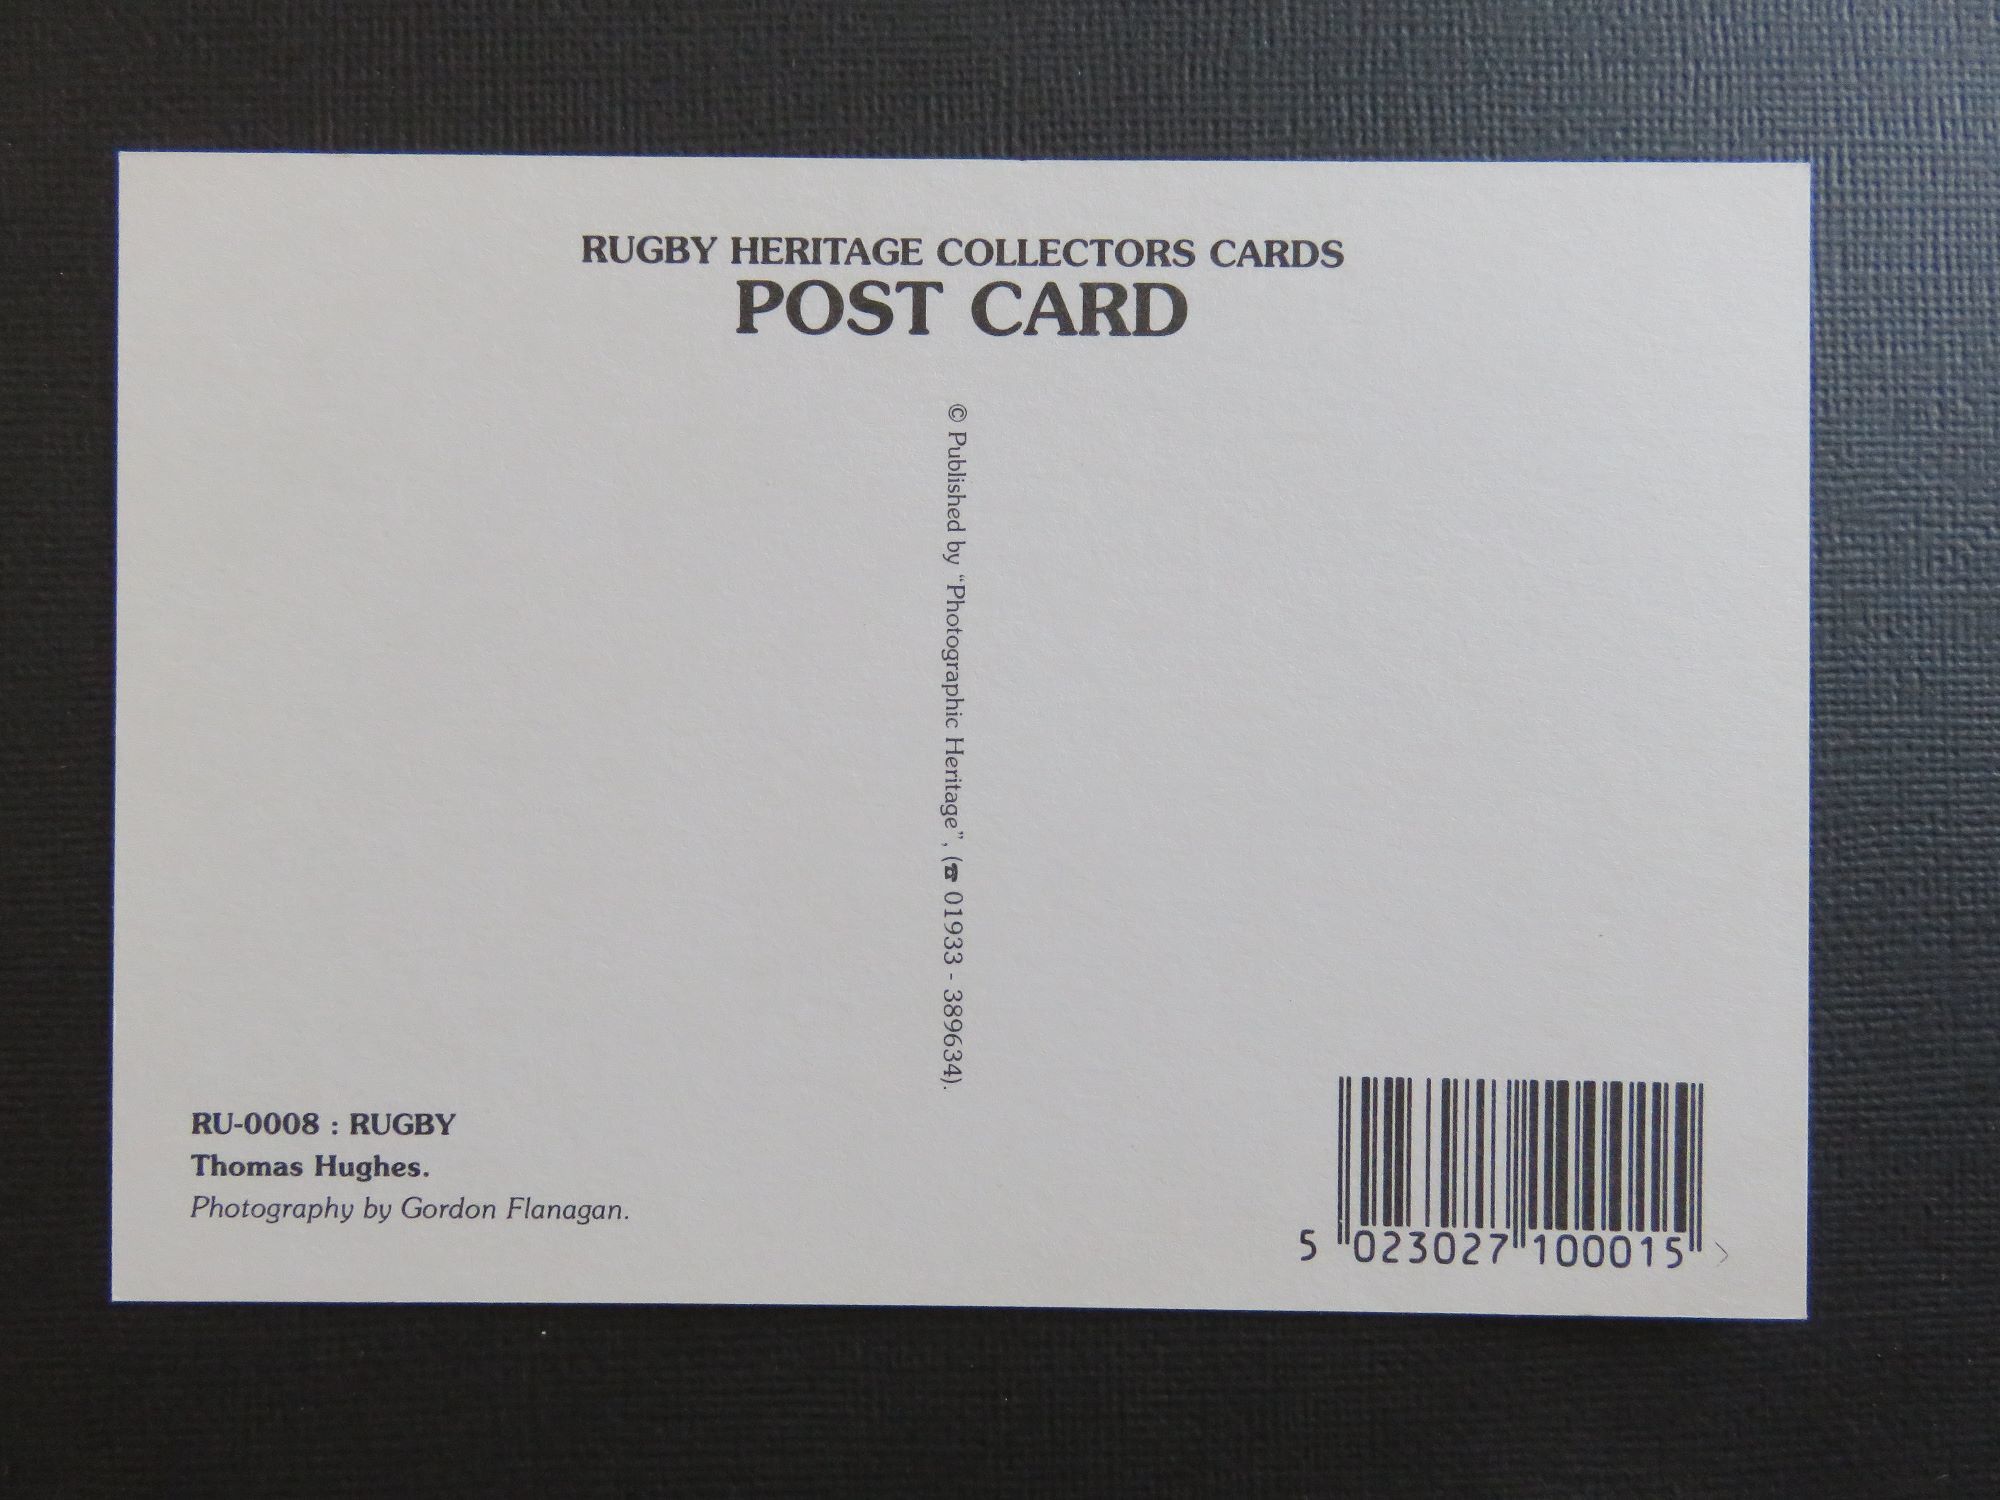 RUGBY HERITAGE COLLECTORS CARDS
POST CARD
© Published by “Photographic Heritage”, (☎ 01933 - 389634).
RU-0008 : RUGBY
Thomas Hughes.
Photography by Gordon Flanagan.
5 023027 100015 >